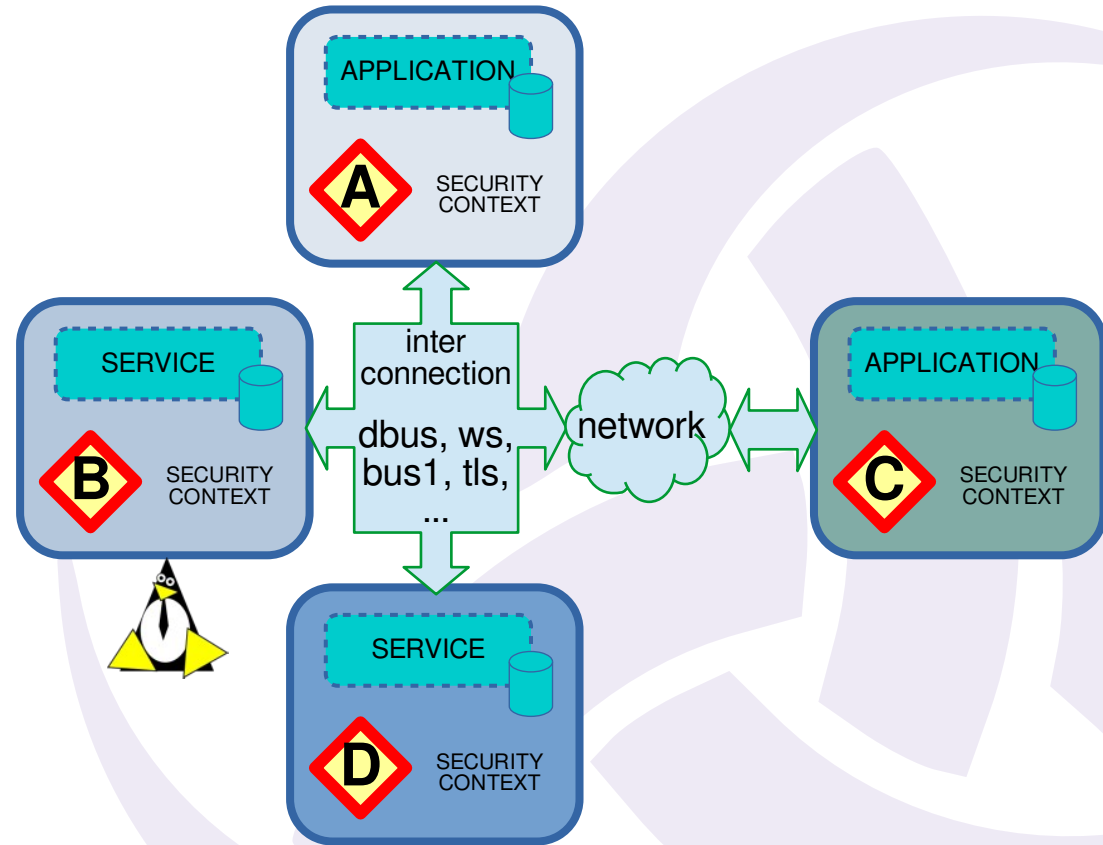 APPLICATION
A
SECURITY
CONTEXT
SERVICE
B
SECURITY
CONTEXT
inter
connection
dbus, ws,
bus1, tls,
...
network
APPLICATION
C
SECURITY
CONTEXT
SERVICE
D
SECURITY
CONTEXT